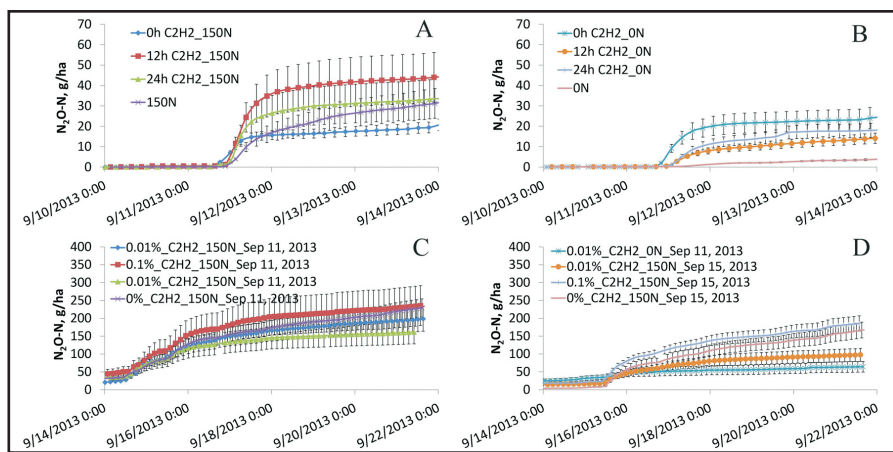 A
70
60
50
40
30
20
10
0
N₂O-N, g/ha
0h C2H2_150N
12h C2H2_150N
24h C2H2_150N
150N
9/10/2013 0:00
9/11/2013 0:00
9/12/2013 0:00
9/13/2013 0:00
9/14/2013 0:00
B
70
60
50
40
30
20
10
0
N₂O-N, g/ha
0h C2H2_0N
12h C2H2_0N
24h C2H2_0N
0N
9/10/2013 0:00
9/11/2013 0:00
9/12/2013 0:00
9/13/2013 0:00
9/14/2013 0:00
C
400
350
300
250
200
150
100
50
0
N₂O-N, g/ha
0.01%_C2H2_150N_Sep 11, 2013
0.1%_C2H2_150N_Sep 11, 2013
0.01%_C2H2_150N_Sep 11, 2013
0%_C2H2_150N_Sep 11, 2013
9/14/2013 0:00
9/16/2013 0:00
9/18/2013 0:00
9/20/2013 0:00
9/22/2013 0:00
D
400
350
300
250
200
150
100
50
0
N₂O-N, g/ha
0.01%_C2H2_0N_Sep 11, 2013
0.01%_C2H2_150N_Sep 15, 2013
0.1%_C2H2_150N_Sep 15, 2013
0%_C2H2_150N_Sep 15, 2013
9/14/2013 0:00
9/16/2013 0:00
9/18/2013 0:00
9/20/2013 0:00
9/22/2013 0:00